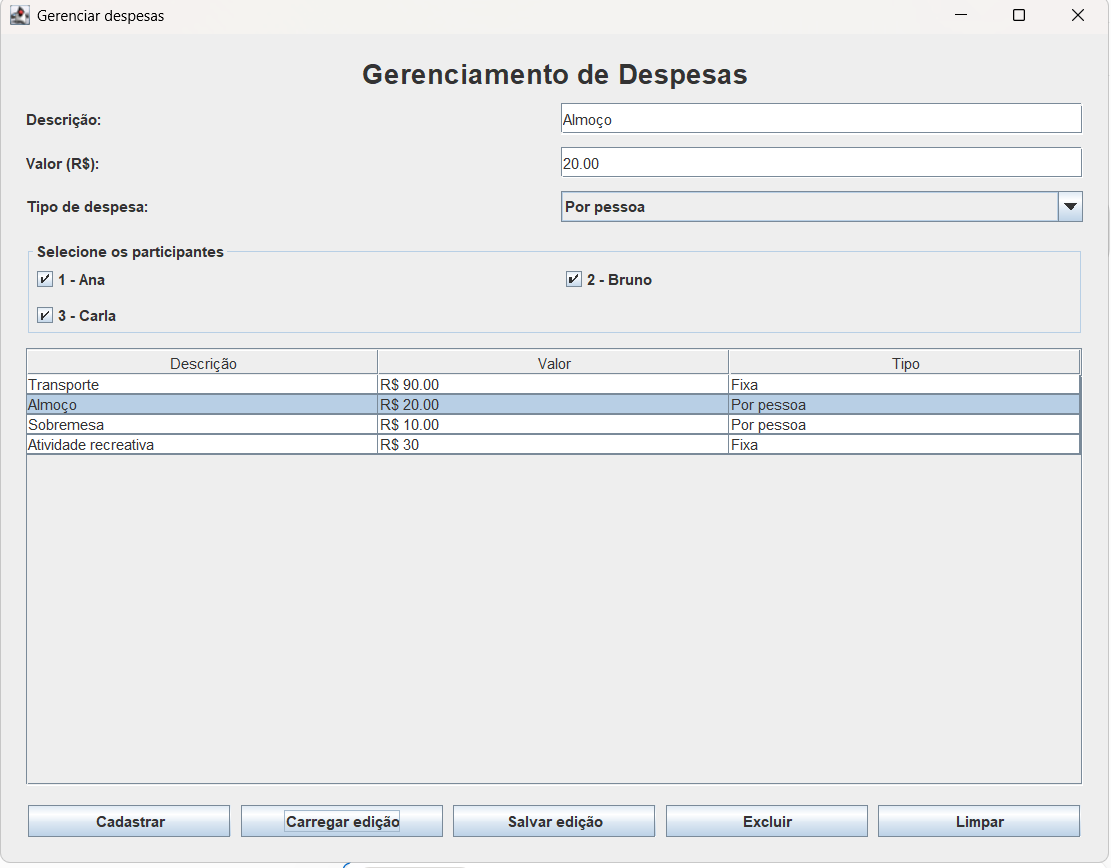 Gerenciar despesas
Gerenciamento de Despesas
Descrição: Almoço
Valor (R$): 20.00
Tipo de despesa: Por pessoa
Selecione os participantes
1 - Ana 2 - Bruno
3 - Carla
Descrição Valor Tipo
Transporte R$ 90.00 Fixa
Almoço R$ 20.00 Por pessoa
Sobremesa R$ 10.00 Por pessoa
Atividade recreativa R$ 30 Fixa
Cadastrar Carregar edição Salvar edição Excluir Limpar